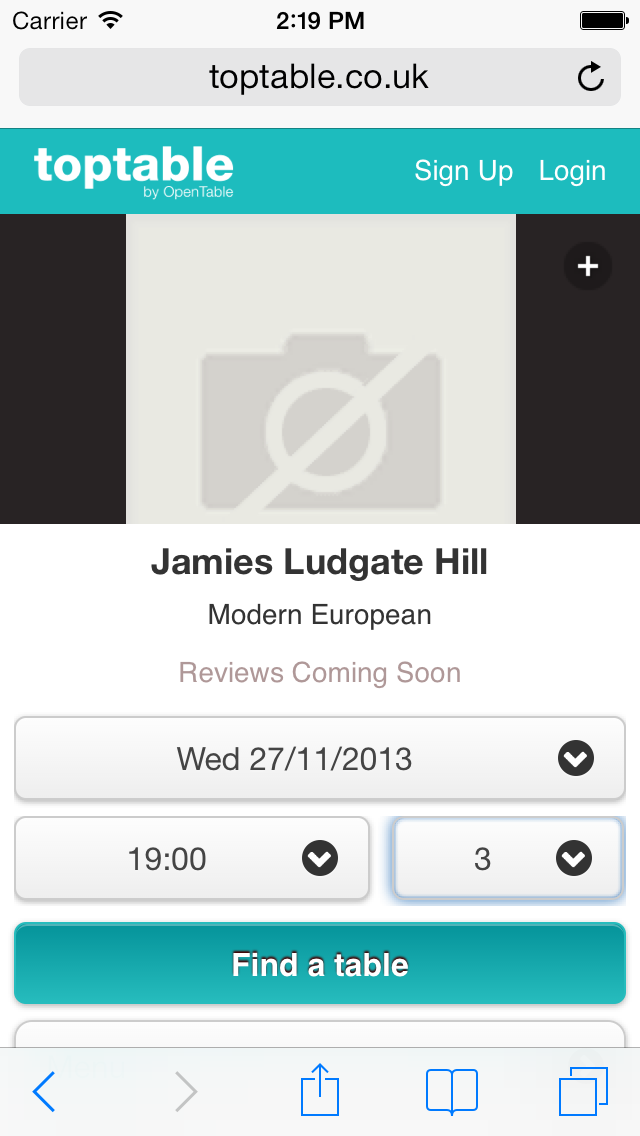 Carrier 2:19 PM
toptable.co.uk
toptable
by OpenTable
Sign Up Login
Jamies Ludgate Hill
Modern European
Reviews Coming Soon
Wed 27/11/2013
19:00 3
Find a table